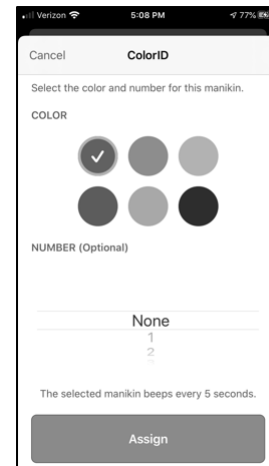 Verizon 5:08 PM 77%
Cancel ColorID
Select the color and number for this manikin.
COLOR
NUMBER (Optional)
None
1
2
The selected manikin beeps every 5 seconds.
Assign